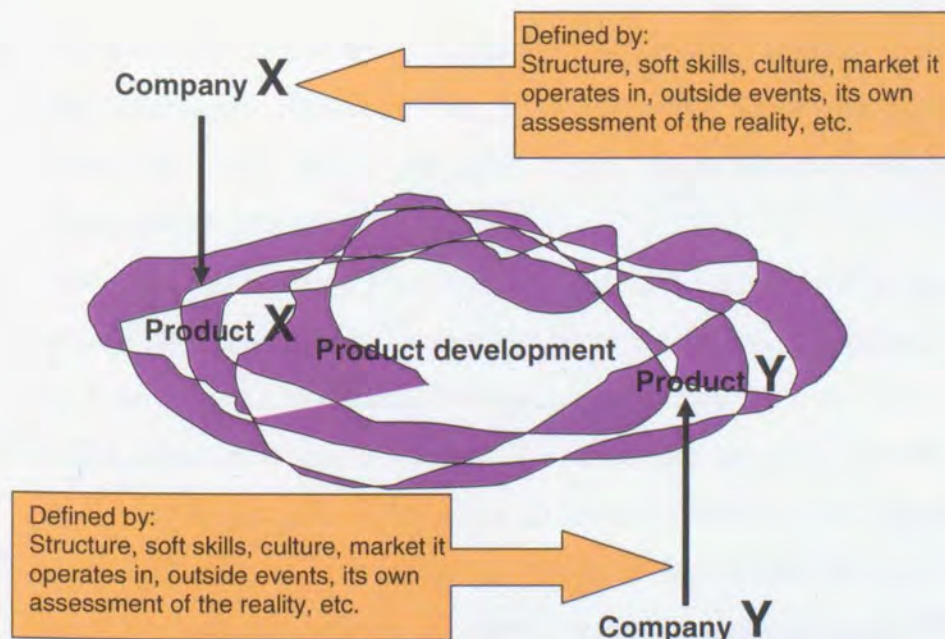 Defined by:
Structure, soft skills, culture, market it
operates in, outside events, its own
assessment of the reality, etc.
Company X
Product X
Product development
Product Y
Defined by:
Structure, soft skills, culture, market it
operates in, outside events, its own
assessment of the reality, etc.
Company Y